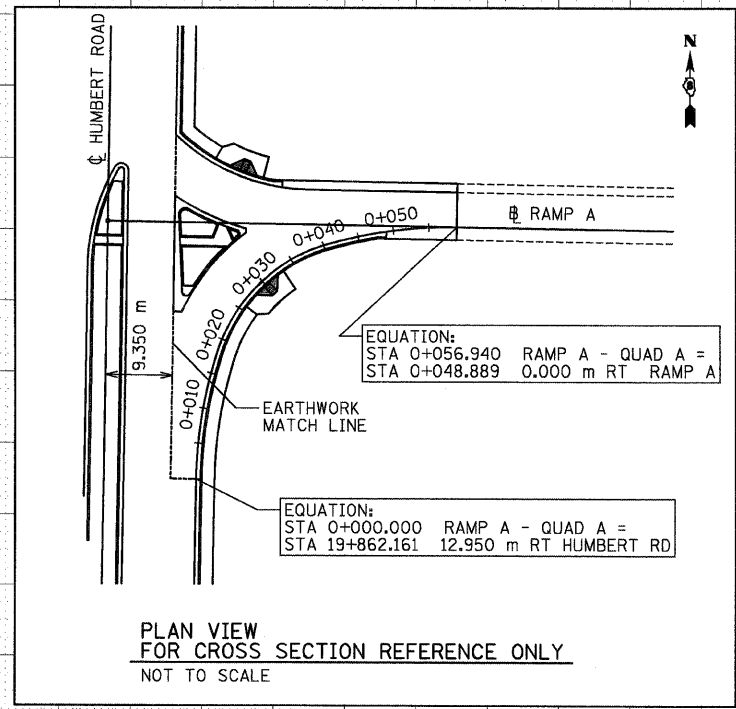 ℄ HUMBERT ROAD
N
0+050
0+040
0+030
0+020
0+010
B RAMP A
9.350 m
EQUATION:
STA 0+056.940 RAMP A - QUAD A =
STA 0+048.889 0.000 m RT RAMP A
EARTHWORK
MATCH LINE
EQUATION:
STA 0+000.000 RAMP A - QUAD A =
STA 19+862.161 12.950 m RT HUMBERT RD
PLAN VIEW
FOR CROSS SECTION REFERENCE ONLY
NOT TO SCALE